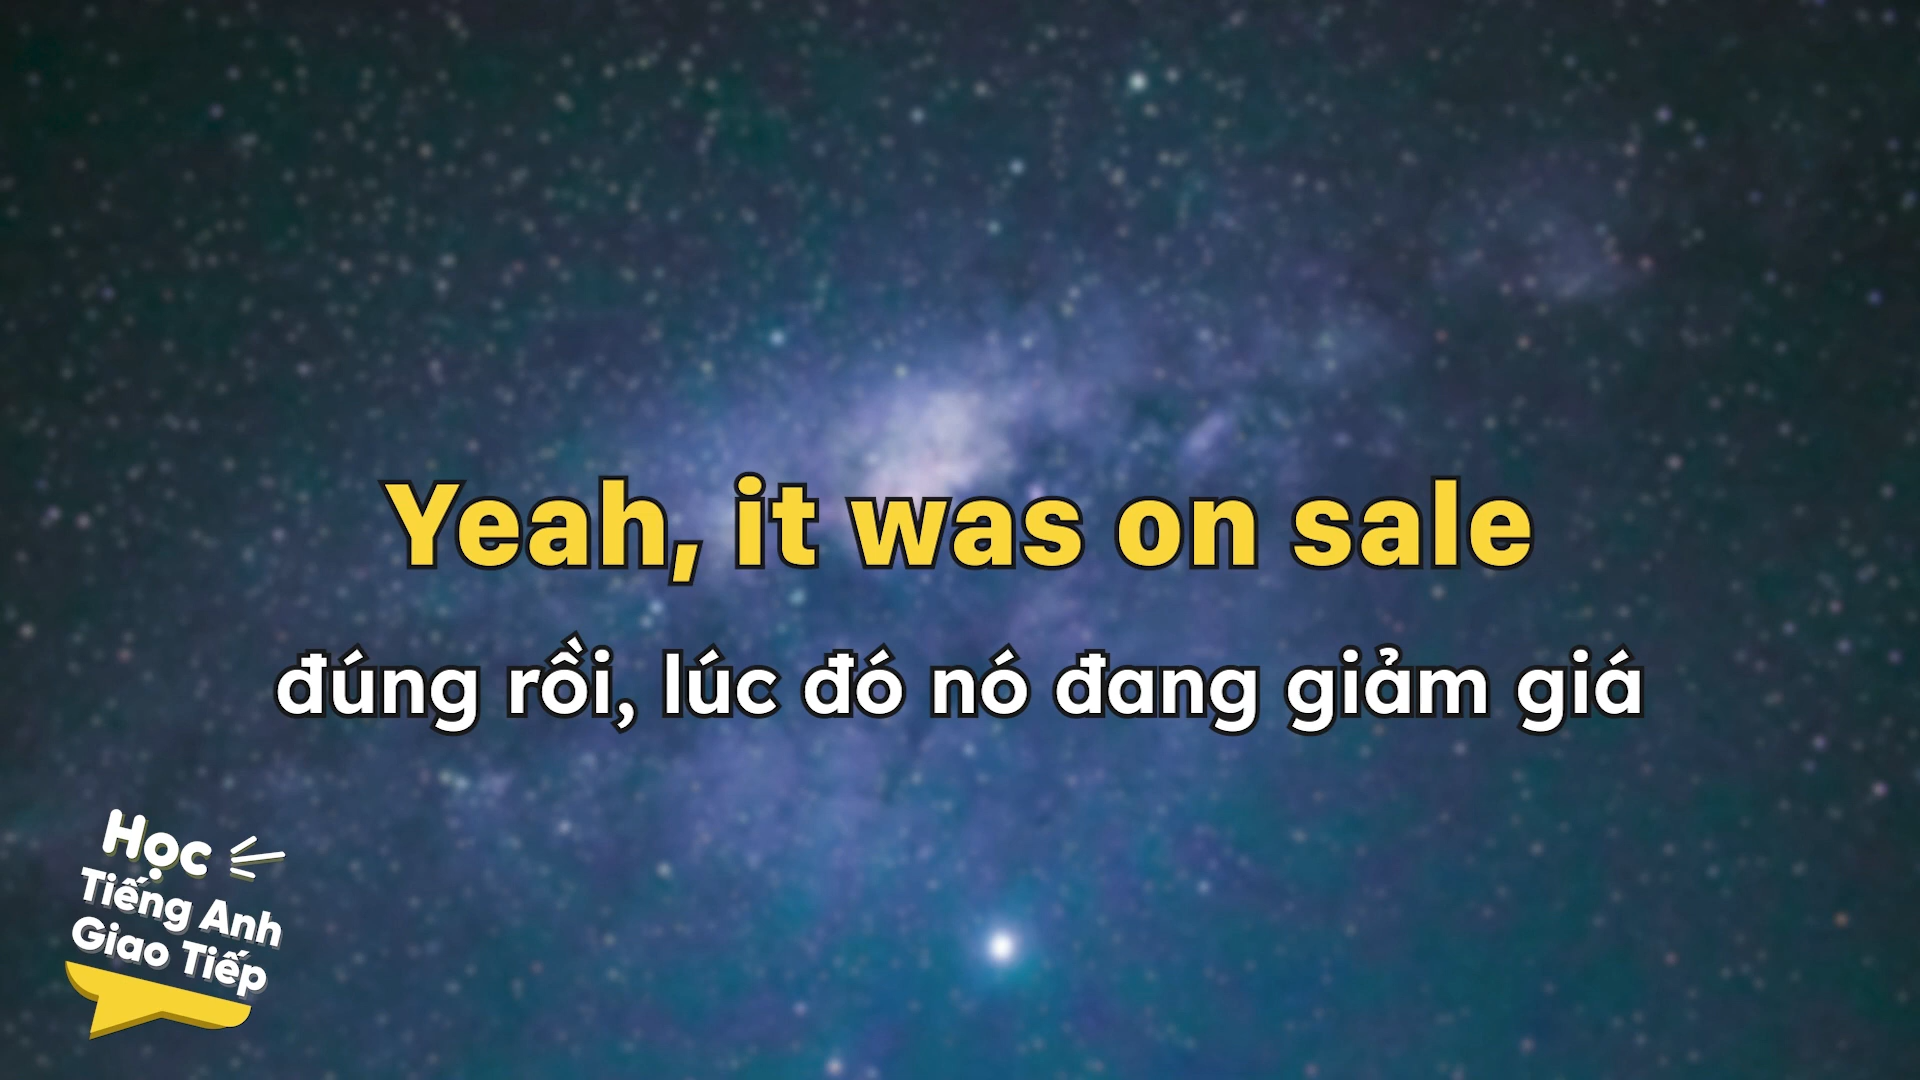 Yeah, it was on sale
đúng rồi, lúc đó nó đang giảm giá
Học
Tiếng Anh
Giao Tiếp